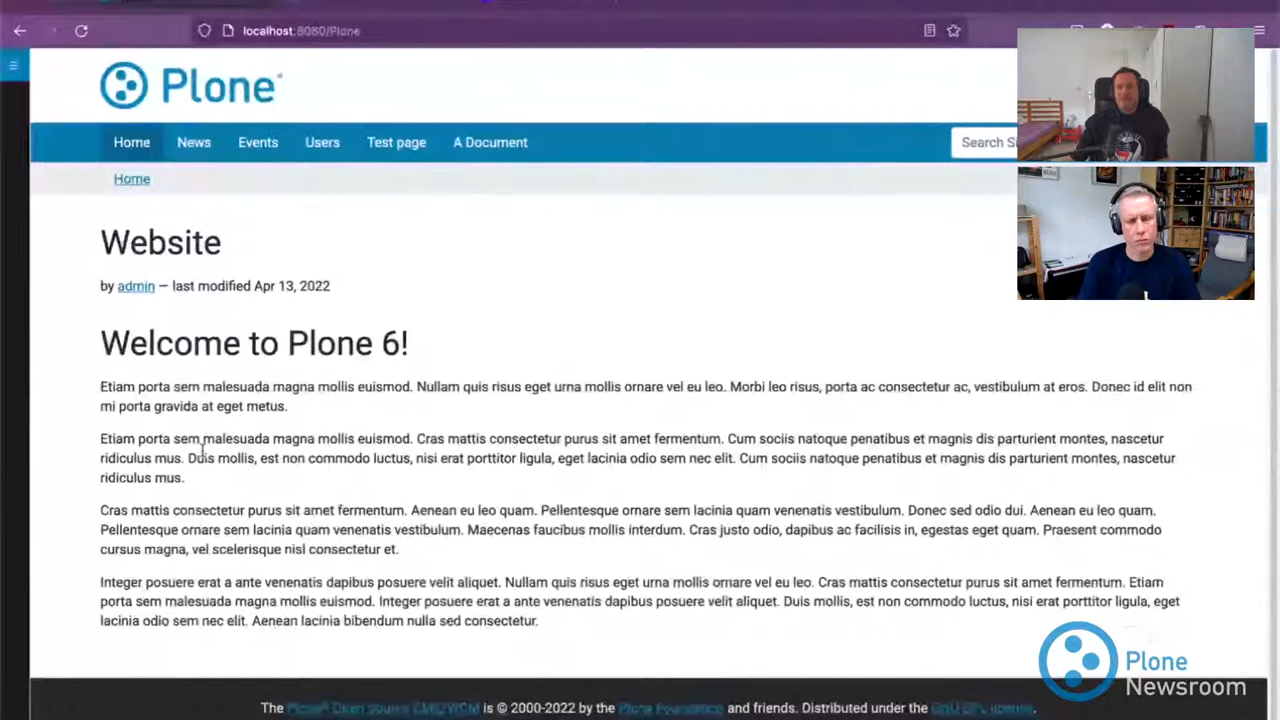 localhost:8080/Plone
Plone
Home News Events Users Test page A Document
Search Si
Home
Website
by admin — last modified Apr 13, 2022
Welcome to Plone 6!
Etiam porta sem malesuada magna mollis euismod. Nullam quis risus eget urna mollis ornare vel eu leo. Morbi leo risus, porta ac consectetur ac, vestibulum at eros. Donec id elit non
mi porta gravida at eget metus.
Etiam porta sem malesuada magna mollis euismod. Cras mattis consectetur purus sit amet fermentum. Cum sociis natoque penatibus et magnis dis parturient montes, nascetur
ridiculus mus. Duis mollis, est non commodo luctus, nisi erat porttitor ligula, eget lacinia odio sem nec elit. Cum sociis natoque penatibus et magnis dis parturient montes, nascetur
ridiculus mus.
Cras mattis consectetur purus sit amet fermentum. Aenean eu leo quam. Pellentesque ornare sem lacinia quam venenatis vestibulum. Donec sed odio dui. Aenean eu leo quam.
Pellentesque ornare sem lacinia quam venenatis vestibulum. Maecenas faucibus mollis interdum. Cras justo odio, dapibus ac facilisis in, egestas eget quam. Praesent commodo
cursus magna, vel scelerisque nisl consectetur et.
Integer posuere erat a ante venenatis dapibus posuere velit aliquet. Nullam quis risus eget urna mollis ornare vel eu leo. Cras mattis consectetur purus sit amet fermentum. Etiam
porta sem malesuada magna mollis euismod. Integer posuere erat a ante venenatis dapibus posuere velit aliquet. Duis mollis, est non commodo luctus, nisi erat porttitor ligula, eget
lacinia odio sem nec elit. Aenean lacinia bibendum nulla sed consectetur.
Plone
Newsroom
The Plone® Open Source CMS/WCM is © 2000-2022 by the Plone Foundation and friends. Distributed under the GNU GPL license.